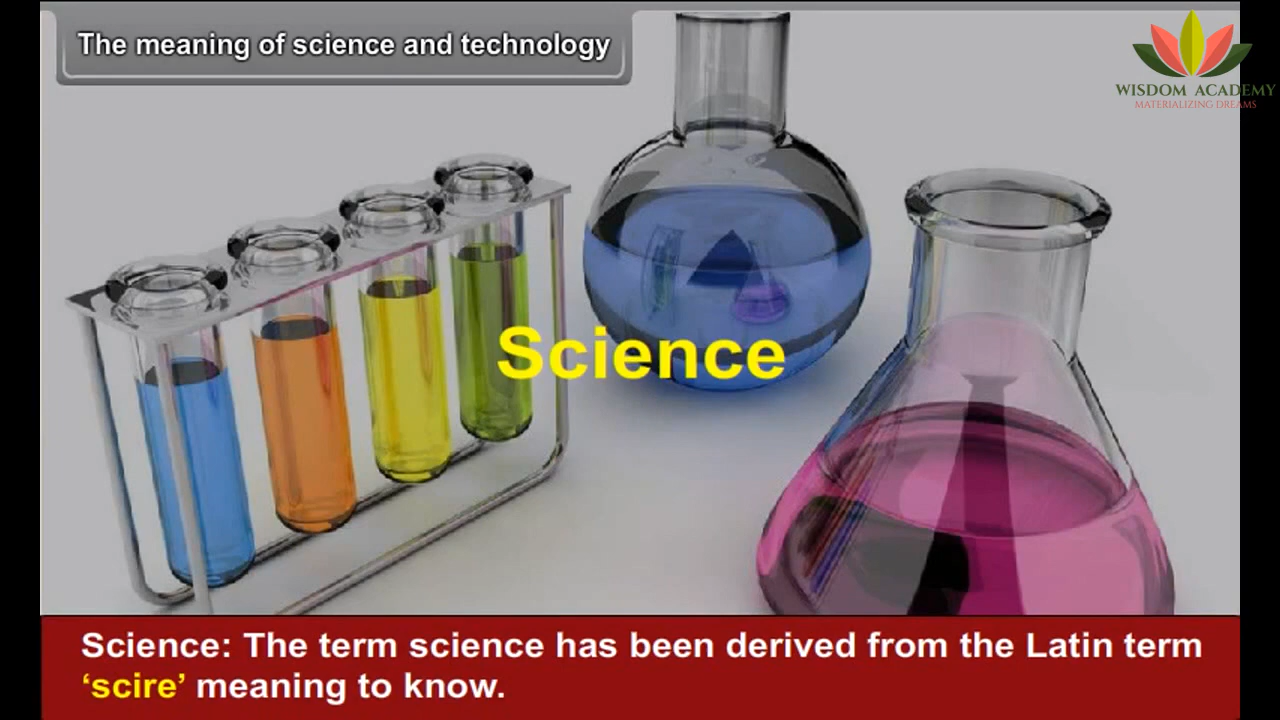 The meaning of science and technology
WISDOM ACADEMY
MATERIALIZING DREAMS
Science
Science: The term science has been derived from the Latin term
‘scire’ meaning to know.